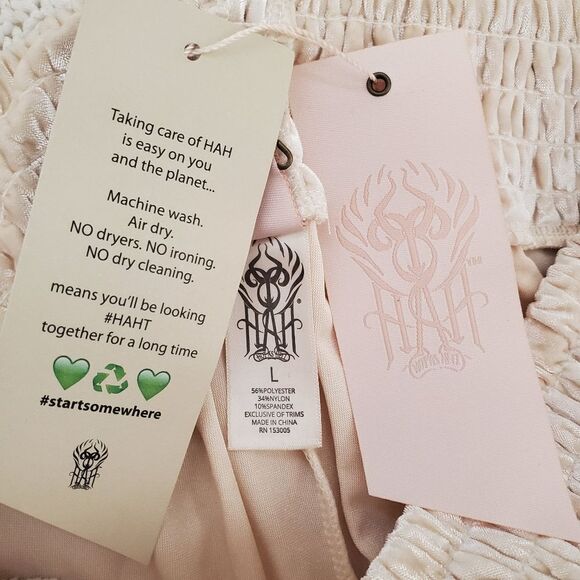 Taking care of HAH
is easy on you
and the planet...
Machine wash.
Air dry.
NO dryers. NO ironing.
NO dry cleaning.
means you'll be looking
#HAHT
together for a long time
#startsomewhere
HAH
HAH
L
56%POLYESTER
34%NYLON
10%SPANDEX
EXCLUSIVE OF TRIMS
MADE IN CHINA
RN 153005
HAH